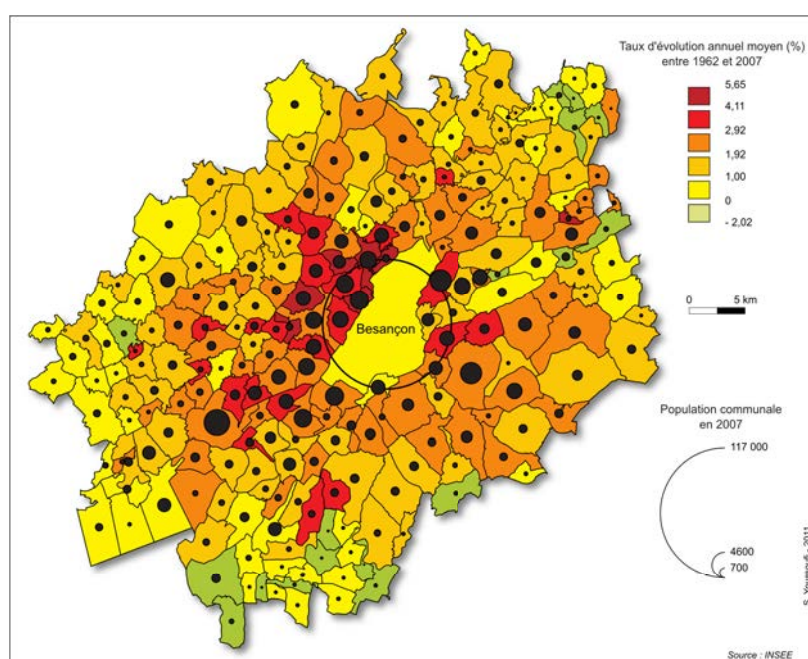 Taux d'évolution annuel moyen (%)
entre 1962 et 2007
5,65
4,11
2,92
1,92
1,00
0
- 2,02
0 5 km
Besançon
Population communale
en 2007
117 000
4600
700
2011
Source : INSEE